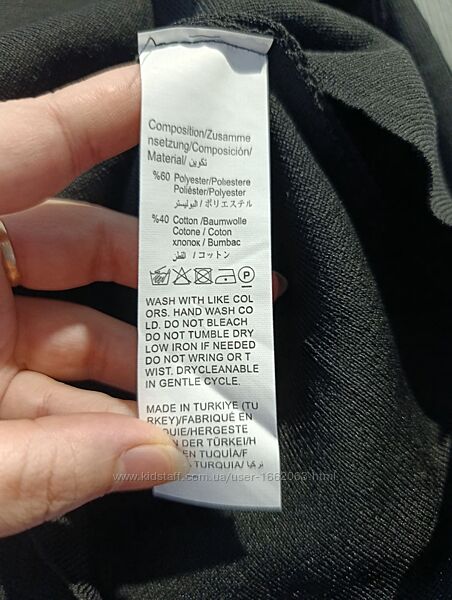 Composition/Zusamme
nsetzung/Composición/
Material/ تكوين
%60 Polyester/Poliestere
Poliéster/Polyester
البوليستر / ポリエステル
%40 Cotton /Baumwolle
Cotone / Coton
хлопок / Bumbac
القطن / コットン
P
WASH WITH LIKE COL
ORS. HAND WASH CO
LD. DO NOT BLEACH
DO NOT TUMBLE DRY
LOW IRON IF NEEDED
DO NOT WRING OR T
WIST. DRYCLEANABLE
IN GENTLE CYCLE.
MADE IN TURKIYE (TU
RKEY)/FABRIQUÉ EN
QUIE/HERGESTE
N DER TÜRKEI/H
EN TUQUÍA/F
TURQUIA/ تركيا
www.kidstaff.com.ua/user-1662063.html